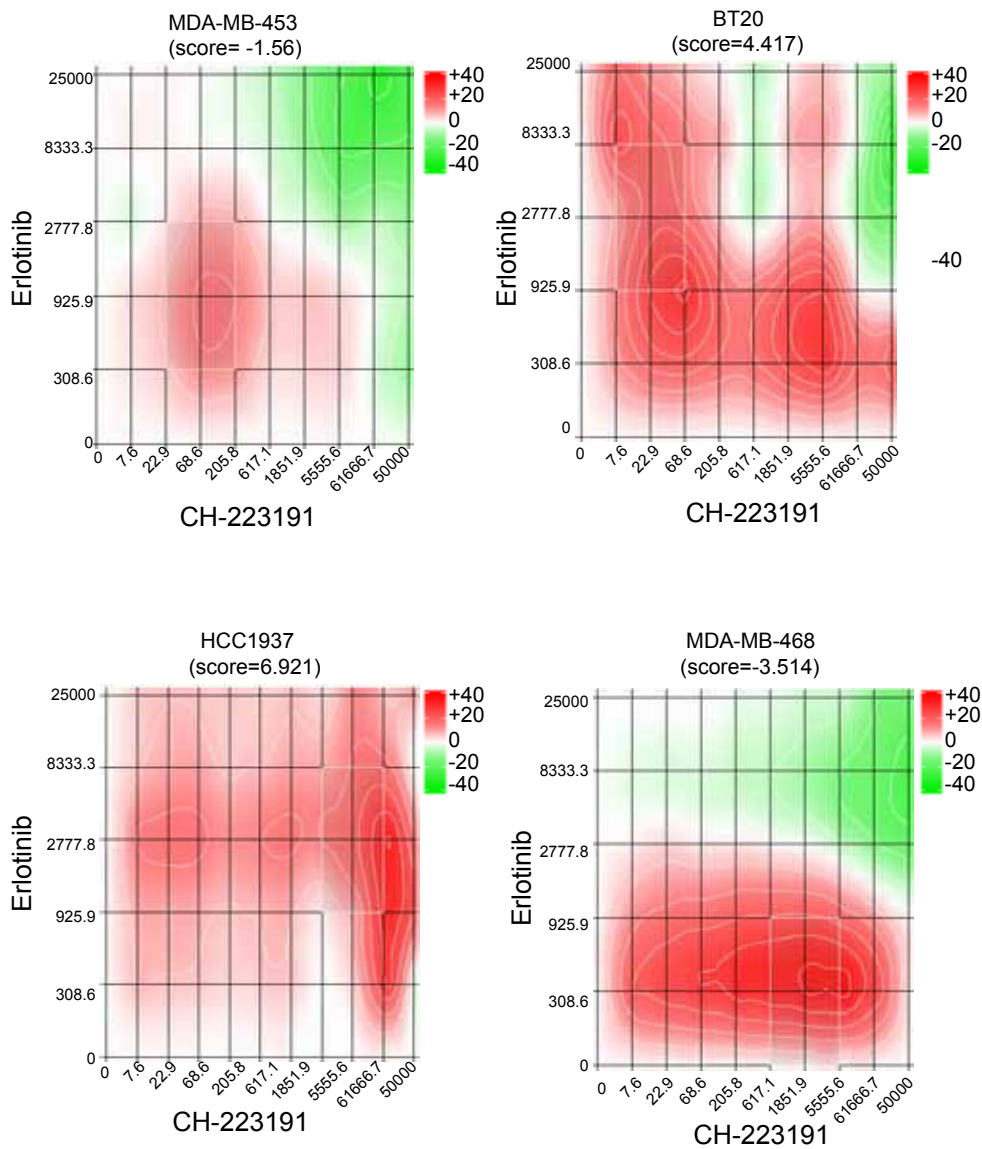 MDA-MB-453
(score= -1.56)
25000
8333.3
2777.8
925.9
308.6
0
Erlotinib
0 7.6 22.9 68.6 205.8 617.1 1851.9 5555.6 61666.7 50000
CH-223191
+40
+20
0
-20
-40
BT20
(score=4.417)
25000
8333.3
2777.8
925.9
308.6
0
Erlotinib
0 7.6 22.9 68.6 205.8 617.1 1851.9 5555.6 61666.7 50000
CH-223191
+40
+20
0
-20
-40
HCC1937
(score=6.921)
25000
8333.3
2777.8
925.9
308.6
0
Erlotinib
0 7.6 22.9 68.6 205.8 617.1 1851.9 5555.6 61666.7 50000
CH-223191
+40
+20
0
-20
-40
MDA-MB-468
(score=-3.514)
25000
8333.3
2777.8
925.9
308.6
0
Erlotinib
0 7.6 22.9 68.6 205.8 617.1 1851.9 5555.6 61666.7 50000
CH-223191
+40
+20
0
-20
-40